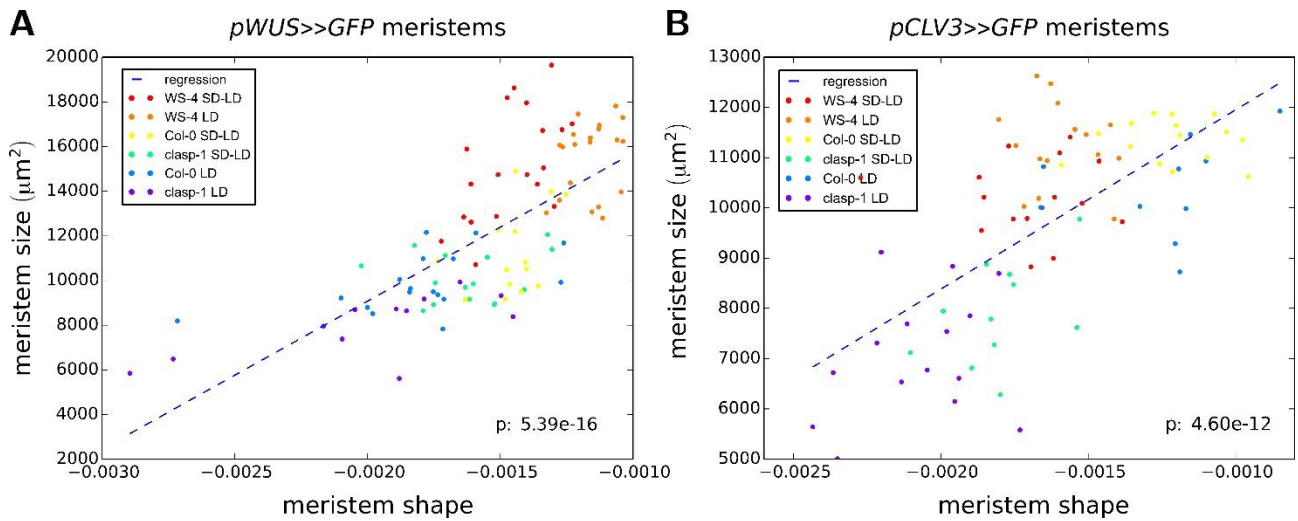 A
pWUS>>GFP meristems
20000
18000
16000
14000
12000
10000
8000
6000
4000
2000
meristem size (μm²)
regression
WS-4 SD-LD
WS-4 LD
Col-0 SD-LD
clasp-1 SD-LD
Col-0 LD
clasp-1 LD
p: 5.39e-16
−0.0030 −0.0025 −0.0020 −0.0015 −0.0010
meristem shape
B
pCLV3>>GFP meristems
13000
12000
11000
10000
9000
8000
7000
6000
5000
meristem size (μm²)
regression
WS-4 SD-LD
WS-4 LD
Col-0 SD-LD
clasp-1 SD-LD
Col-0 LD
clasp-1 LD
p: 4.60e-12
−0.0025 −0.0020 −0.0015 −0.0010
meristem shape